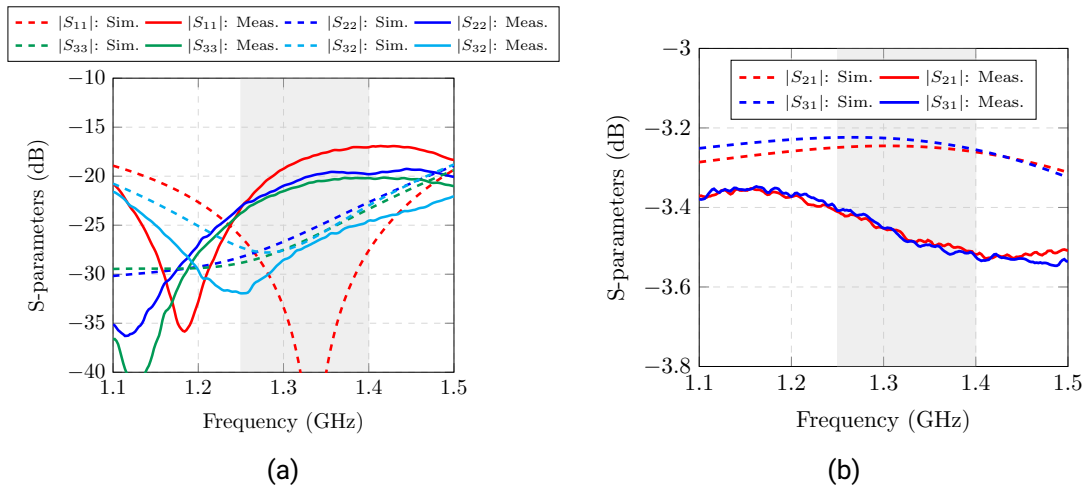 |S11|: Sim. |S11|: Meas. |S22|: Sim. |S22|: Meas.
|S33|: Sim. |S33|: Meas. |S32|: Sim. |S32|: Meas.
−10
−15
−20
−25
−30
−35
−40
S-parameters (dB)
1.1 1.2 1.3 1.4 1.5
Frequency (GHz)
(a)
|S21|: Sim. |S21|: Meas.
|S31|: Sim. |S31|: Meas.
−3
−3.2
−3.4
−3.6
−3.8
S-parameters (dB)
1.1 1.2 1.3 1.4 1.5
Frequency (GHz)
(b)